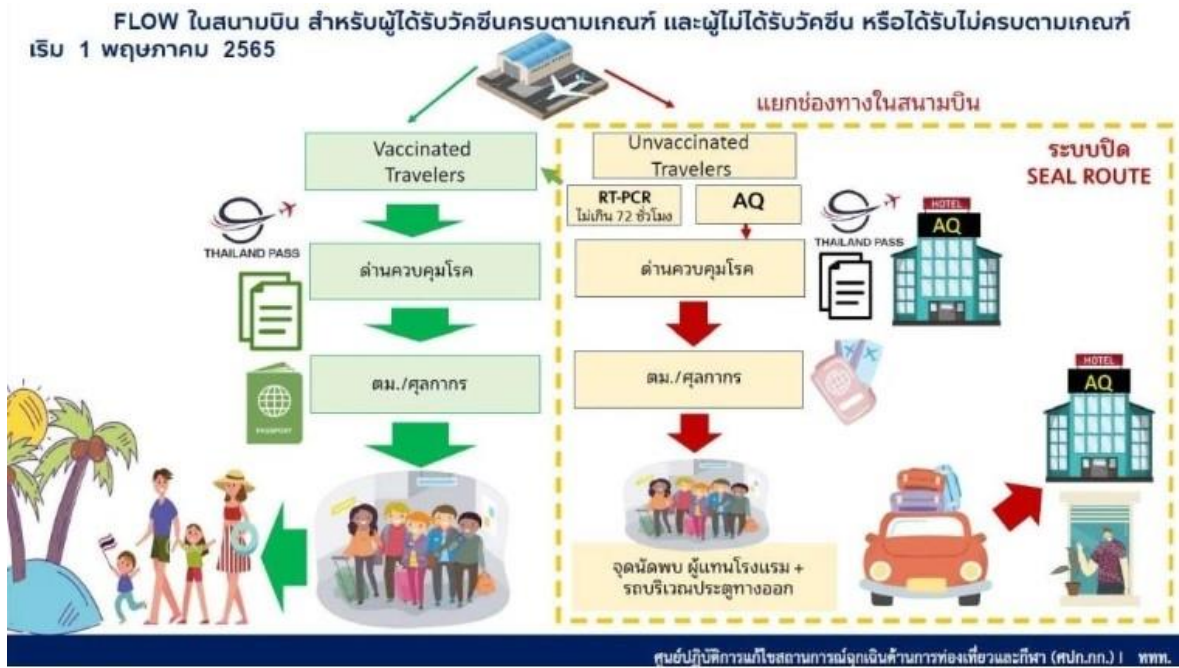 FLOW ในสนามบิน สำหรับผู้ได้รับวัคซีนครบตามเกณฑ์ และผู้ไม่ได้รับวัคซีน หรือได้รับไม่ครบตามเกณฑ์
เริ่ม 1 พฤษภาคม 2565
แยกช่องทางในสนามบิน
Vaccinated
Travelers
Unvaccinated
Travelers
ระบบปิด
SEAL ROUTE
RT-PCR
ไม่เกิน 72 ชั่วโมง
AQ
THAILAND PASS
THAILAND PASS
HOTEL
AQ
ด่านควบคุมโรค
ด่านควบคุมโรค
ตม./ศุลกากร
ตม./ศุลกากร
PASSPORT
HOTEL
AQ
จุดนัดพบ ผู้แทนโรงแรม +
รถบริเวณประตูทางออก
ศูนย์ปฏิบัติการแก้ไขสถานการณ์ฉุกเฉินด้านการท่องเที่ยวและกีฬา (ศปก.กก.) | ททท.